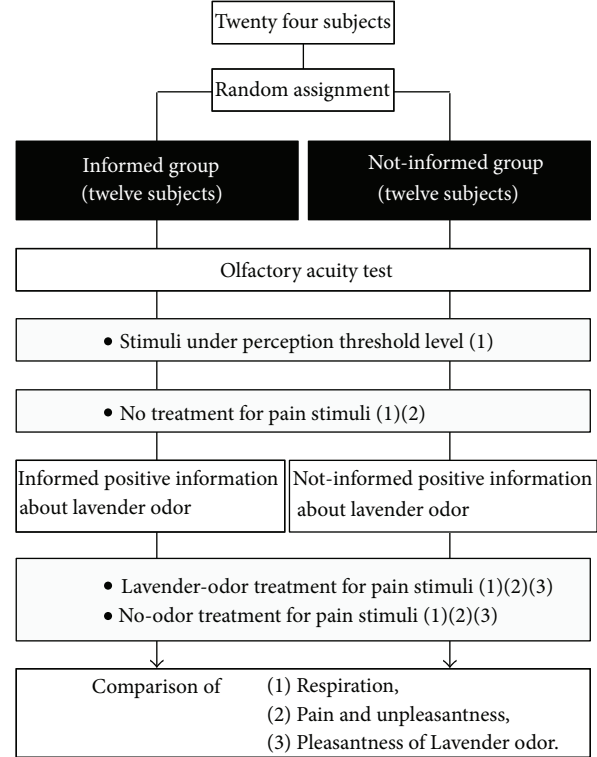 Twenty four subjects
Random assignment
Informed group
(twelve subjects)
Not-informed group
(twelve subjects)
Olfactory acuity test
• Stimuli under perception threshold level (1)
• No treatment for pain stimuli (1)(2)
Informed positive information
about lavender odor
Not-informed positive information
about lavender odor
• Lavender-odor treatment for pain stimuli (1)(2)(3)
• No-odor treatment for pain stimuli (1)(2)(3)
Comparison of (1) Respiration,
(2) Pain and unpleasantness,
(3) Pleasantness of Lavender odor.